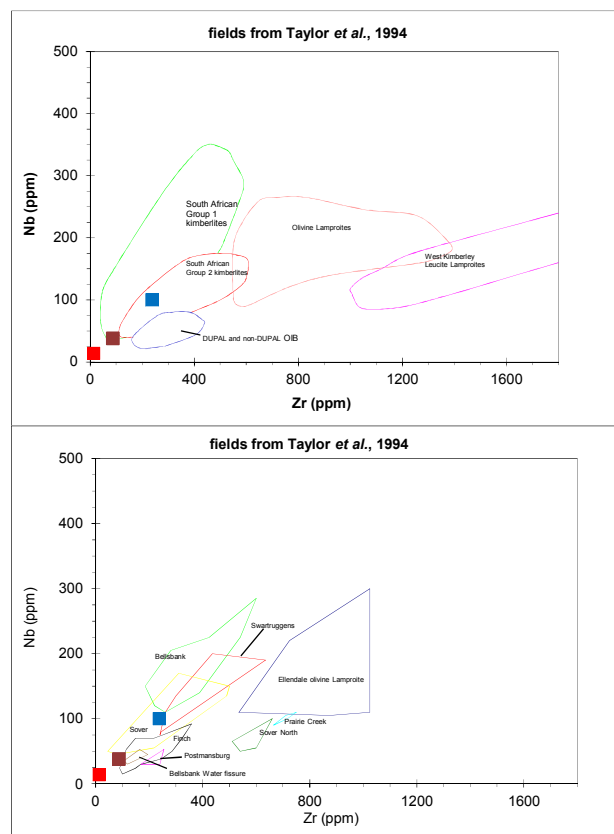 fields from Taylor et al., 1994
500
400
300
200
100
0
Nb (ppm)
South African
Group 1
kimberlites
Olivine Lamproites
West Kimberley
Leucite Lamproites
South African
Group 2 kimberlites
DUPAL and non-DUPAL OIB
0
400
800
1200
1600
Zr (ppm)
fields from Taylor et al., 1994
500
400
300
200
100
0
Nb (ppm)
Swartruggens
Bellsbank
Ellendale olivine Lamproite
Prairie Creek
Sover
Sover North
Finch
Postmansburg
Bellsbank Water fissure
0
400
800
1200
1600
Zr (ppm)